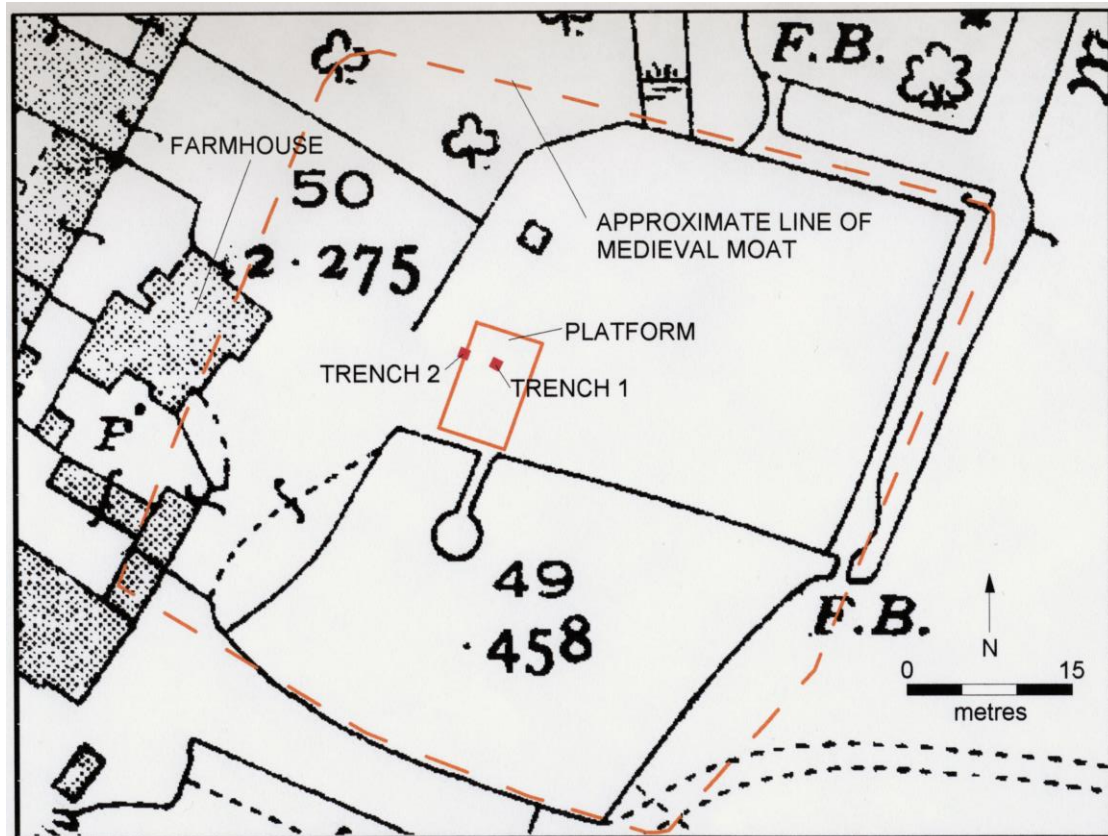 F.B.
FARMHOUSE
50
2.275
APPROXIMATE LINE OF
MEDIEVAL MOAT
PLATFORM
TRENCH 2
TRENCH 1
P
49
.458
F.B.
N
0 15
metres